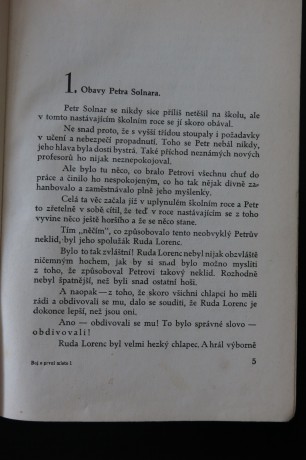 1. Obavy Petra Solnara.
Petr Solnar se nikdy sice příliš netěšil na školu, ale
v tomto nastávajícím školním roce se jí skoro obával.
Ne snad proto, že s vyšší třídou stoupaly i požadavky
v učení a nebezpečí propadnutí. Toho se Petr nebál nikdy,
jeho hlava byla dosti bystrá. Také příchod neznámých nových
profesorů ho nijak neznepokojoval.
Ale bylo tu něco, co bralo Petrovi všechnu chuť do
práce a činilo ho nespokojeným, co ho tak nějak divně za-
hanbovalo a zaměstnávalo plně jeho myšlenky.
Celá ta věc začala již v uplynulém školním roce a Petr
to zřetelně v sobě cítil, že teď v roce nastávajícím se z toho
vyvine něco ještě horšího a že se něco stane.
Tím „něčím”, co způsobovalo tento neobvyklý Petrův
neklid, byl jeho spolužák Ruda Lorenc.
Bylo to tak zvláštní! Ruda Lorenc nebyl nijak obzvláště
ničemným hochem, jak by si snad někdo bylo možno mysliti
z toho, že způsoboval Petrovi takový neklid. Rozhodně
nebyl špatnější, než byli snad ostatní hoši.
A naopak — z toho, že skoro všichni chlapci ho měli
rádi a obdivovali se mu, dalo se souditi, že Ruda Lorenc je
dokonce lepší, než jsou oni.
Ano — obdivovali se mu! To bylo správné slovo —
obdivovali!
Ruda Lorenc byl velmi hezký chlapec. A hrál výborně
Boj o první místo 1
5